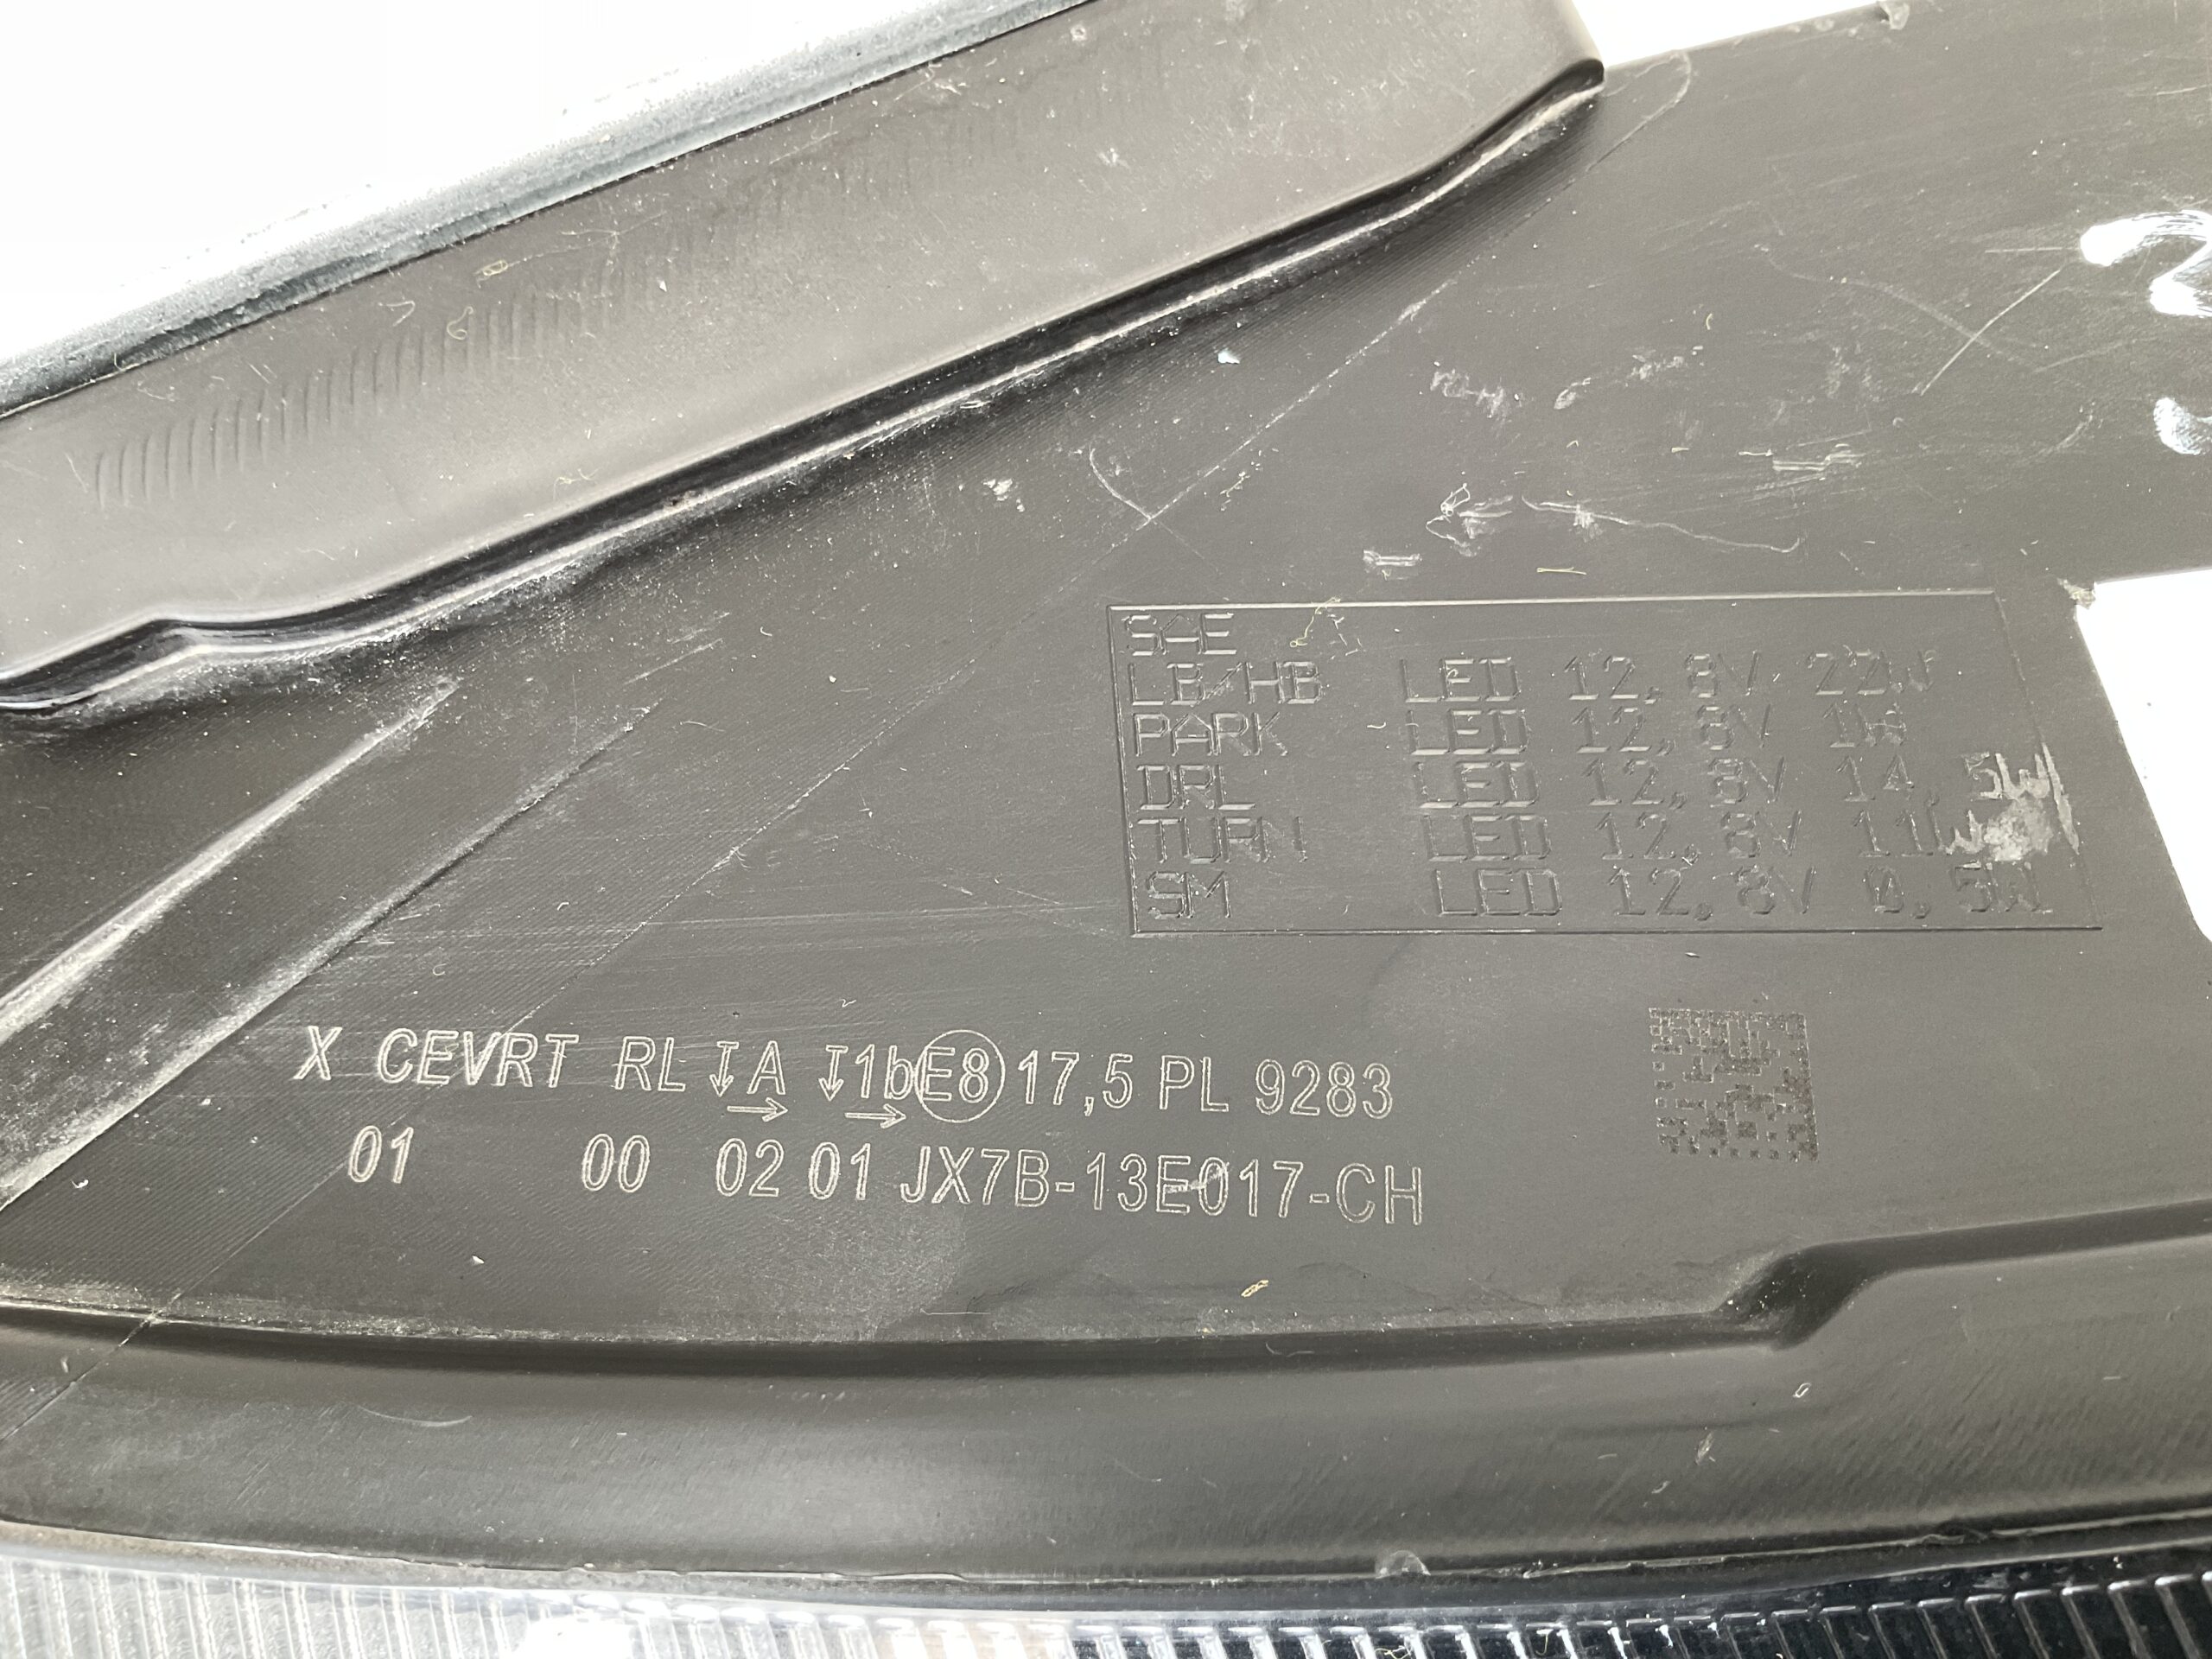 SAE
LB/HB LED 12,8V 22W
PARK LED 12,8V 1W
DRL LED 12,8V 14,5W
TURN LED 12,8V 11W
SM LED 12,8V 0,5W
X CEVRT RL A 1b E8 17,5 PL 9283
01 00 02 01 JX7B-13E017-CH